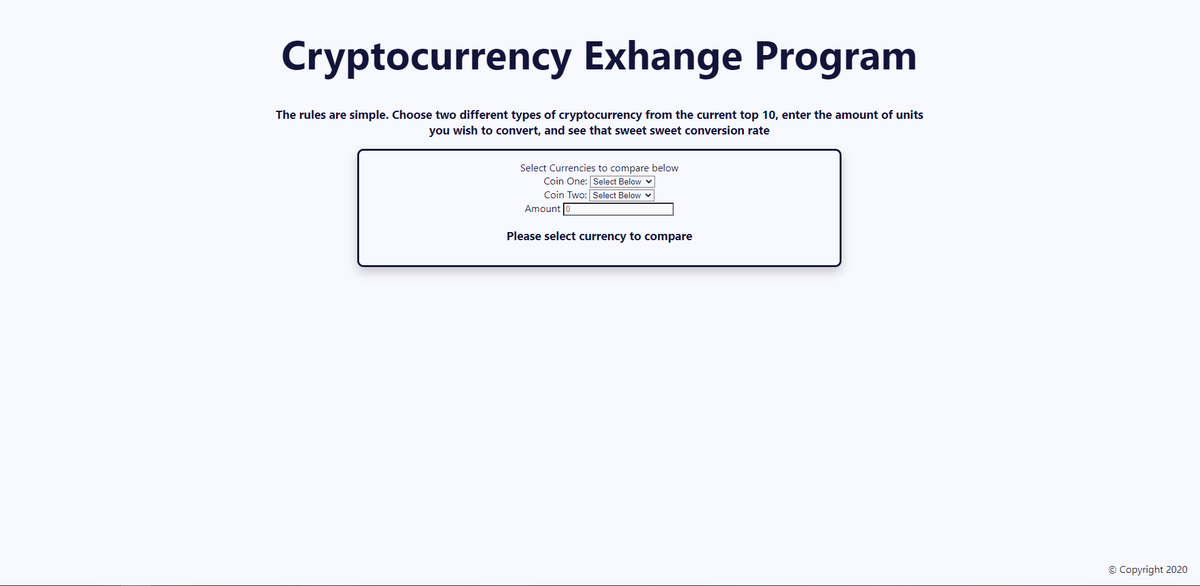 Cryptocurrency Exhange Program
The rules are simple. Choose two different types of cryptocurrency from the current top 10, enter the amount of units
you wish to convert, and see that sweet sweet conversion rate
Select Currencies to compare below
Coin One: Select Below
Coin Two: Select Below
Amount 0
Please select currency to compare
© Copyright 2020